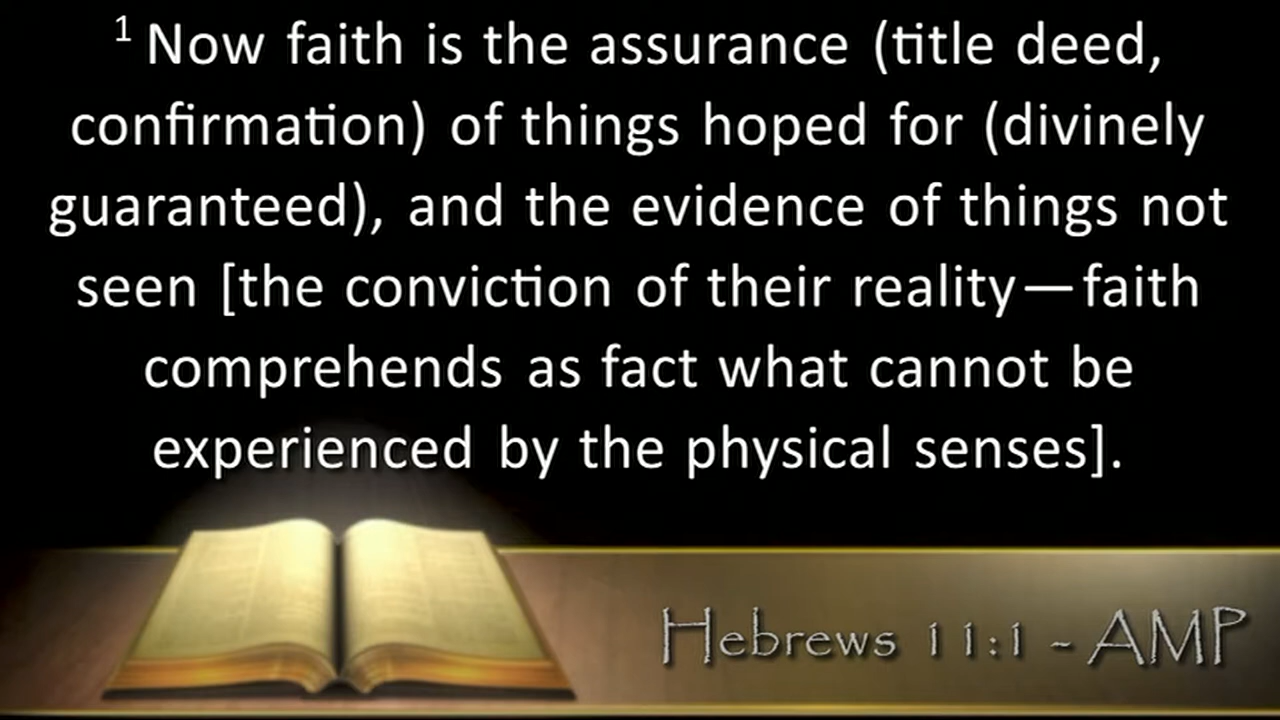 1 Now faith is the assurance (title deed,
confirmation) of things hoped for (divinely
guaranteed), and the evidence of things not
seen [the conviction of their reality—faith
comprehends as fact what cannot be
experienced by the physical senses].
Hebrews 11:1 - AMP